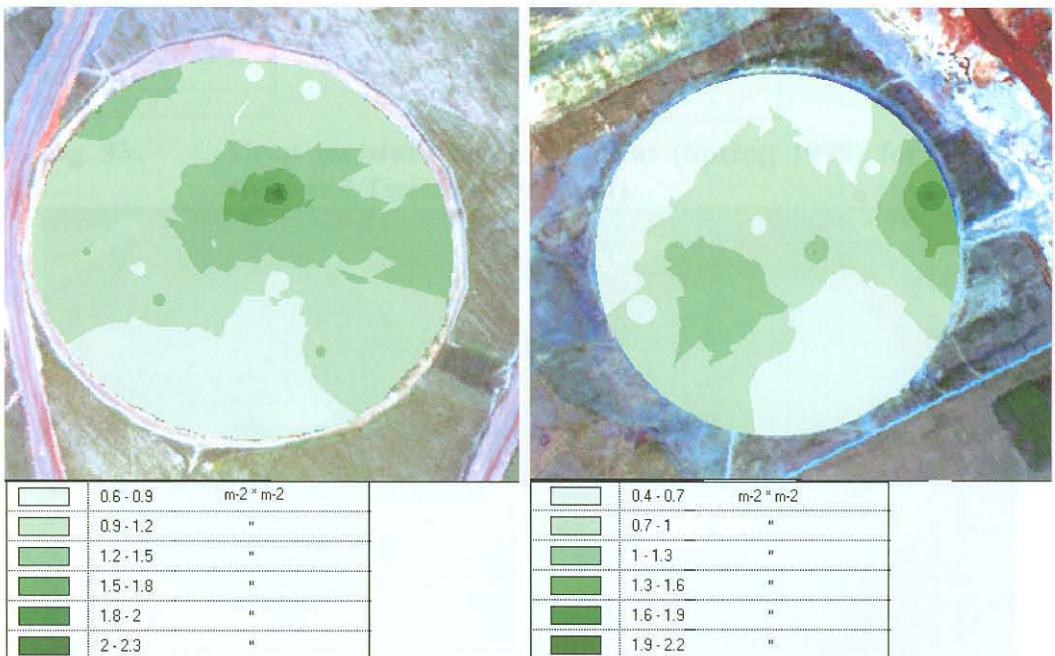 0.6 - 0.9 m-2 * m-2
0.9 - 1.2 "
1.2 - 1.5 "
1.5 - 1.8 "
1.8 - 2 "
2 - 2.3 "
0.4 - 0.7 m-2 * m-2
0.7 - 1 "
1 - 1.3 "
1.3 - 1.6 "
1.6 - 1.9 "
1.9 - 2.2 "